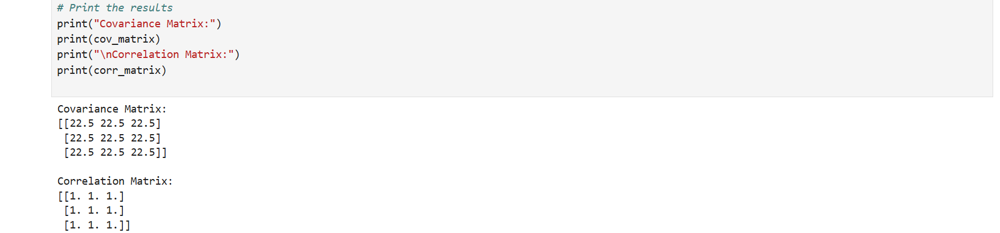 # Print the results
print("Covariance Matrix:")
print(cov_matrix)
print("\nCorrelation Matrix:")
print(corr_matrix)
Covariance Matrix:
[[22.5 22.5 22.5]
 [22.5 22.5 22.5]
 [22.5 22.5 22.5]]
Correlation Matrix:
[[1. 1. 1.]
 [1. 1. 1.]
 [1. 1. 1.]]